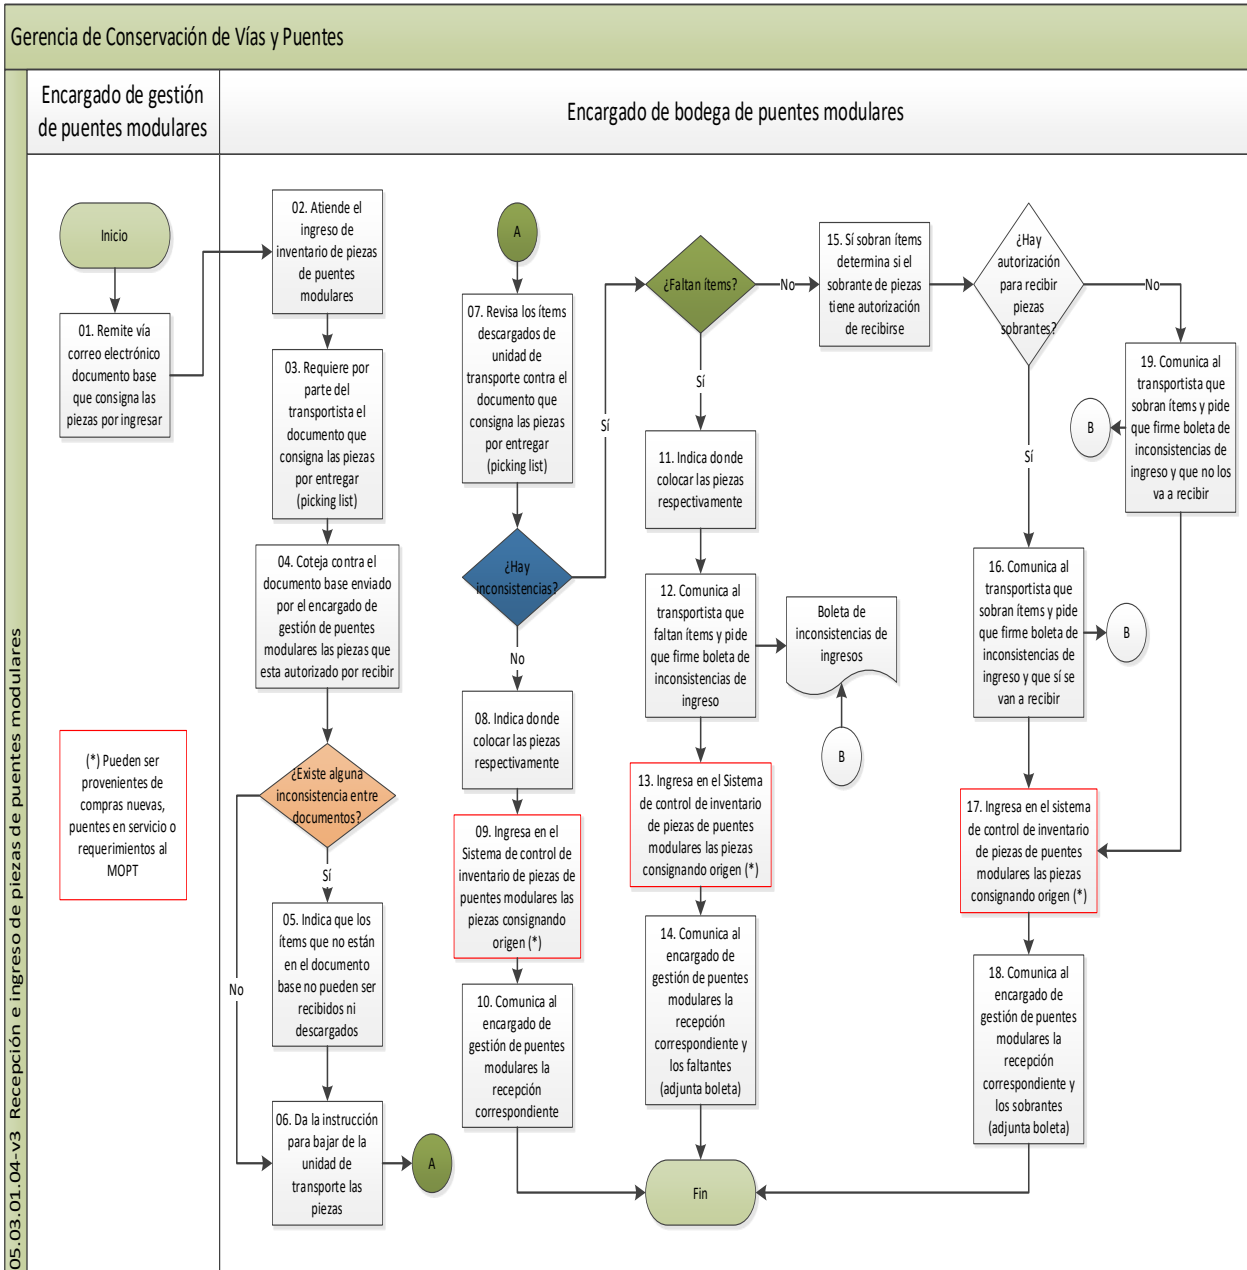 Gerencia de Conservación de Vías y Puentes
05.03.01.04-v3 Recepción e ingreso de piezas de puentes modulares
Encargado de gestión
de puentes modulares
Encargado de bodega de puentes modulares
Inicio
01. Remite vía
correo electrónico
documento base
que consigna las
piezas por ingresar
(*) Pueden ser
provenientes de
compras nuevas,
puentes en servicio o
requerimientos al
MOPT
02. Atiende el
ingreso de
inventario de piezas
de puentes
modulares
03. Requiere por
parte del
transportista el
documento que
consigna las piezas
por entregar
(picking list)
04. Coteja contra el
documento base enviado
por el encargado de
gestión de puentes
modulares las piezas que
esta autorizado por recibir
¿Existe alguna
inconsistencia entre
documentos?
No
Sí
05. Indica que los
ítems que no están
en el documento
base no pueden ser
recibidos ni
descargados
06. Da la instrucción
para bajar de la
unidad de
transporte las
piezas
A
A
07. Revisa los ítems
descargados de
unidad de
transporte contra el
documento que
consigna las piezas
por entregar
(picking list)
¿Hay
inconsistencias?
Sí
No
08. Indica donde
colocar las piezas
respectivamente
09. Ingresa en el
Sistema de control de
inventario de piezas de
puentes modulares las
piezas consignando
origen (*)
10. Comunica al
encargado de
gestión de puentes
modulares la
recepción
correspondiente
¿Faltan ítems?
No
Sí
11. Indica donde
colocar las piezas
respectivamente
12. Comunica al
transportista que
faltan ítems y pide
que firme boleta de
inconsistencias de
ingreso
Boleta de
inconsistencias de
ingresos
B
13. Ingresa en el Sistema
de control de inventario
de piezas de puentes
modulares las piezas
consignando origen (*)
14. Comunica al
encargado de
gestión de puentes
modulares la
recepción
correspondiente y
los faltantes
(adjunta boleta)
Fin
15. Sí sobran ítems
determina si el
sobrante de piezas
tiene autorización
de recibirse
¿Hay
autorización
para recibir
piezas
sobrantes?
No
Sí
19. Comunica al
transportista que
sobran ítems y pide
que firme boleta de
inconsistencias de
ingreso y que no los
va a recibir
B
16. Comunica al
transportista que
sobran ítems y pide
que firme boleta de
inconsistencias de
ingreso y que sí se
van a recibir
B
17. Ingresa en el sistema
de control de inventario
de piezas de puentes
modulares las piezas
consignando origen (*)
18. Comunica al
encargado de
gestión de puentes
modulares la
recepción
correspondiente y
los sobrantes
(adjunta boleta)